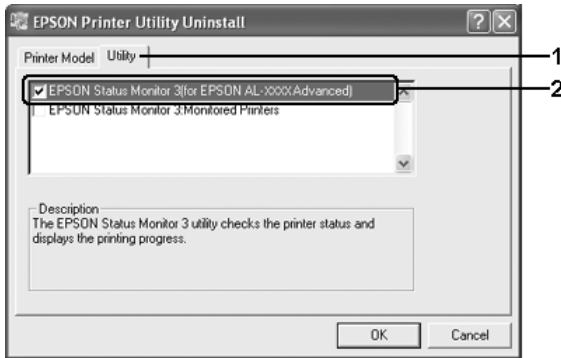 EPSON Printer Utility Uninstall
Printer Model Utility
1
EPSON Status Monitor 3(for EPSON AL-XXXXAdvanced)
2
EPSON Status Monitor 3:Monitored Printers
Description
The EPSON Status Monitor 3 utility checks the printer status and
displays the printing progress.
OK Cancel